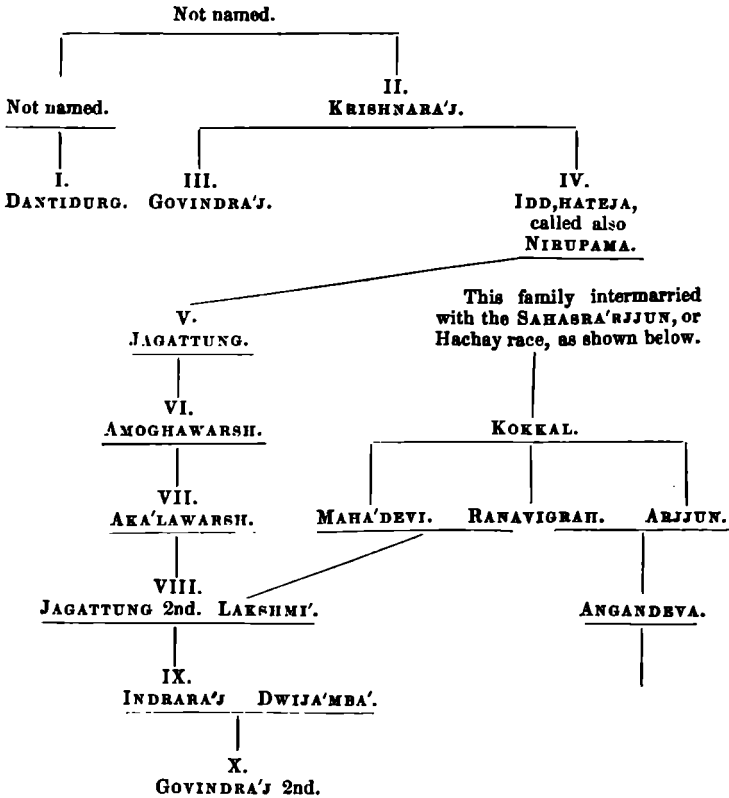 Not named.
II.
Not named. KRISHNARA'J.
I. III. IV.
DANTIDURG. GOVINDRA'J. IDD,HATEJA,
called also
NIRUPAMA.
This family intermarried
with the SAHASRA'RJJUN, or
Hachay race, as shown below.
V.
JAGATTUNG.
VI.
AMOGHAWARSH.
KOKKAL.
VII.
AKA'LAWARSH. MAHA'DEVI. RANAVIGRAH. ARJJUN.
VIII.
JAGATTUNG 2nd. LAKSHMI'. ANGANDEVA.
IX.
INDRARA'J DWIJA'MBA'.
X.
GOVINDRA'J 2nd.